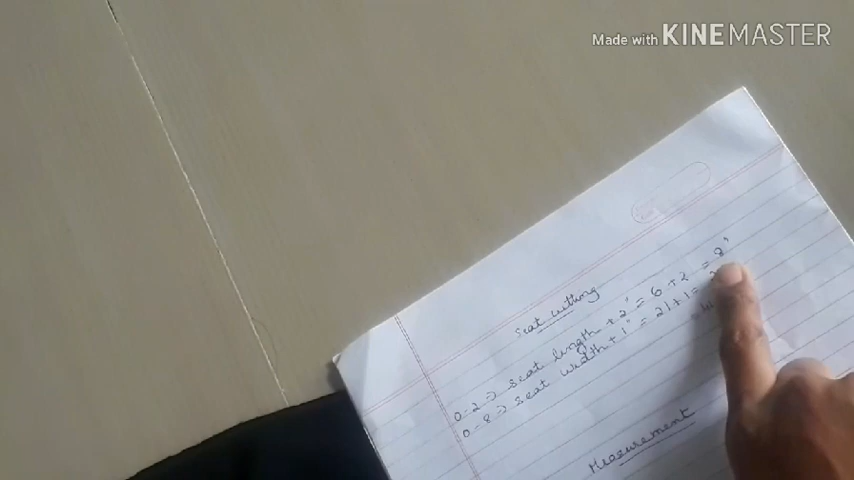 Made with KINEMASTER
Seat cutting
0-2 => seat length + 2" = 6 + 2 = 8"
0-8 => seat width + 1" = 21 + 1 =
Measurement